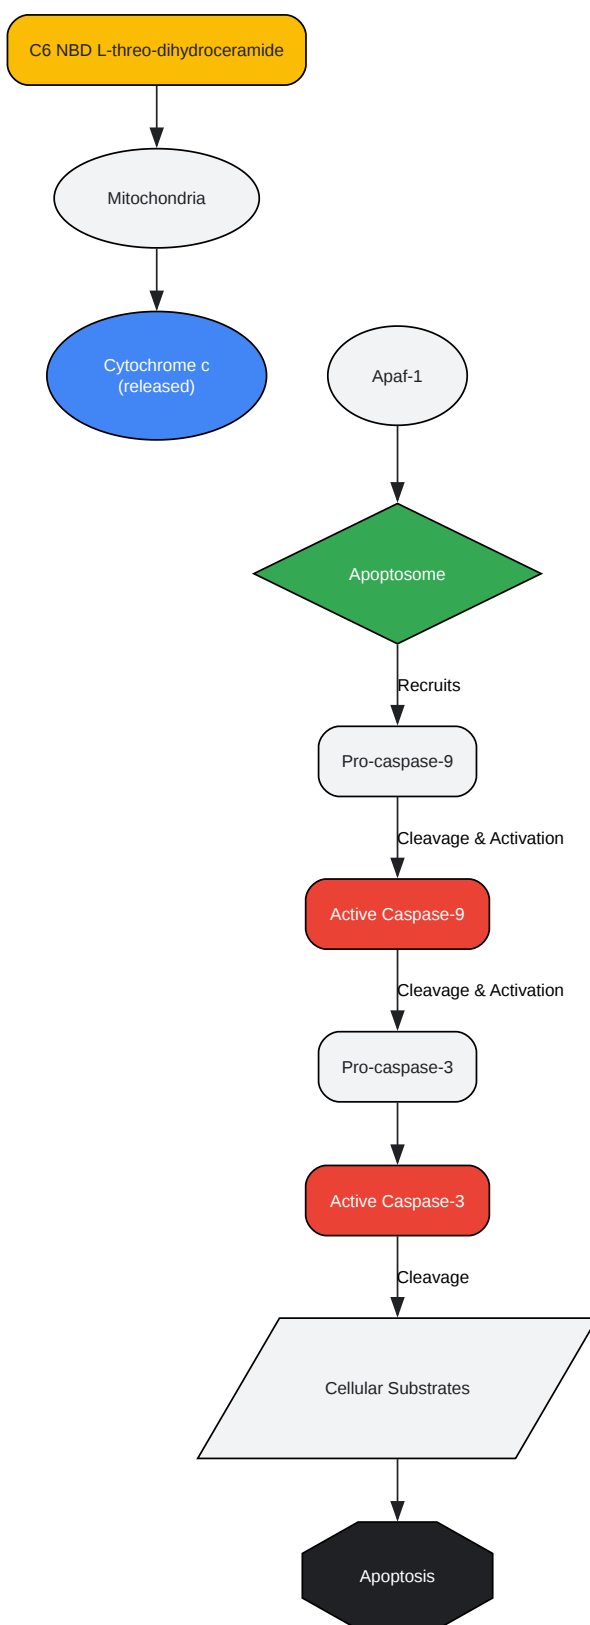 C6 NBD L-threo-dihydroceramide
Mitochondria
Cytochrome c
(released)
Apaf-1
Apoptosome
Recruits
Pro-caspase-9
Cleavage & Activation
Active Caspase-9
Cleavage & Activation
Pro-caspase-3
Active Caspase-3
Cleavage
Cellular Substrates
Apoptosis